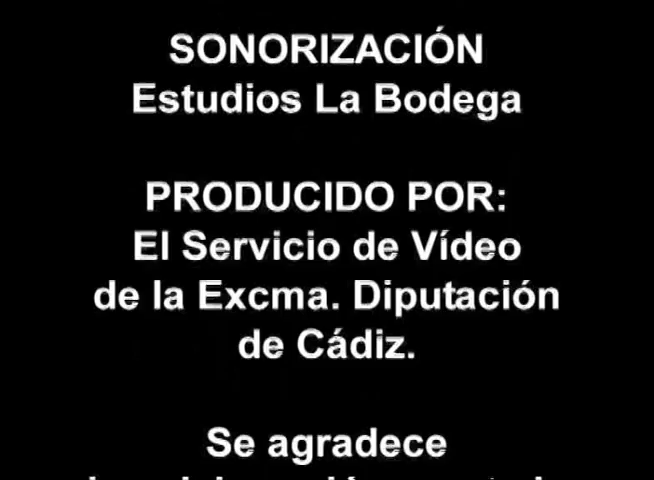 SONORIZACIÓN
Estudios La Bodega
PRODUCIDO POR:
El Servicio de Vídeo
de la Excma. Diputación
de Cádiz.
Se agradece